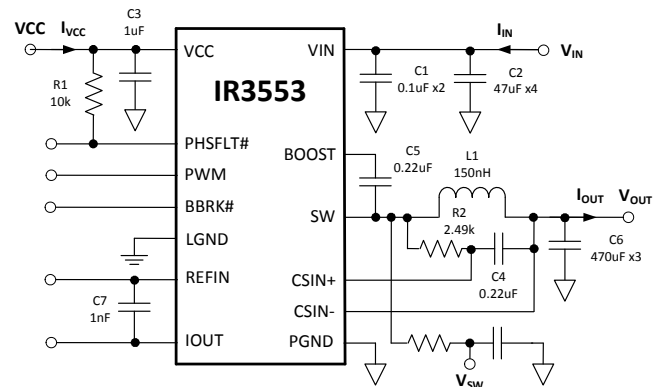 VCC
I_VCC
C3
1uF
R1
10k
VCC
VIN
I_IN
V_IN
IR3553
C1
0.1uF x2
C2
47uF x4
PHSFLT#
BOOST
C5
0.22uF
L1
150nH
PWM
BBRK#
SW
R2
2.49k
I_OUT
V_OUT
LGND
C6
470uF x3
REFIN
CSIN+
C4
0.22uF
C7
1nF
CSIN-
IOUT
PGND
V_SW